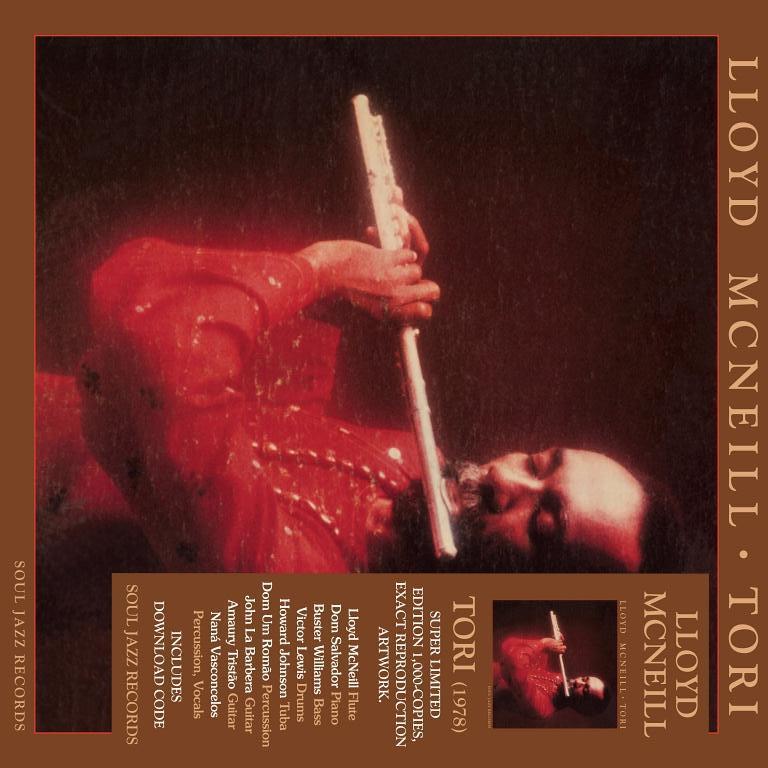 LLOYD MCNEILL · TORI
LLOYD
MCNEILL
LLOYD MCNEILL · TORI
TORI (1978)
SUPER LIMITED
EDITION 1,000-COPIES,
EXACT REPRODUCTION
ARTWORK.
Lloyd McNeill Flute
Dom Salvador Piano
Buster Williams Bass
Victor Lewis Drums
Howard Johnson Tuba
Dom Um Romão Percussion
John La Barbera Guitar
Amaury Tristão Guitar
Naná Vasconcelos
Percussion, Vocals
INCLUDES
DOWNLOAD CODE
SOUL JAZZ RECORDS
SOUL JAZZ RECORDS